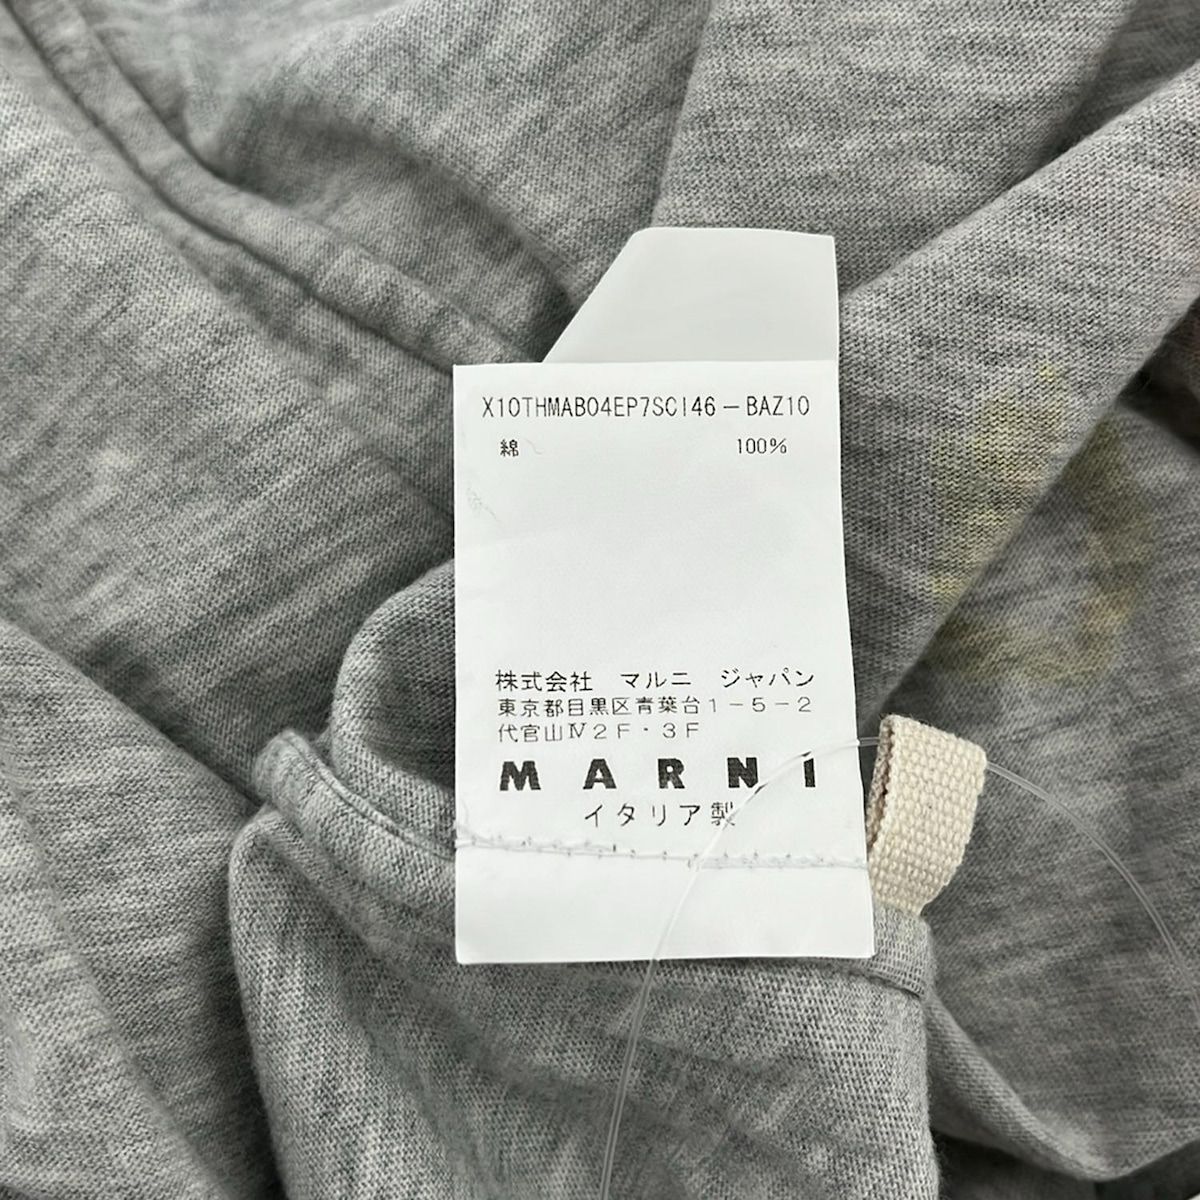 X10THMAB04EP7SCI46－BAZ10
綿 100%
株式会社 マルニ ジャパン
東京都目黒区青葉台１－５－２
代官山Ⅳ２Ｆ・３Ｆ
MARNI
イタリア製